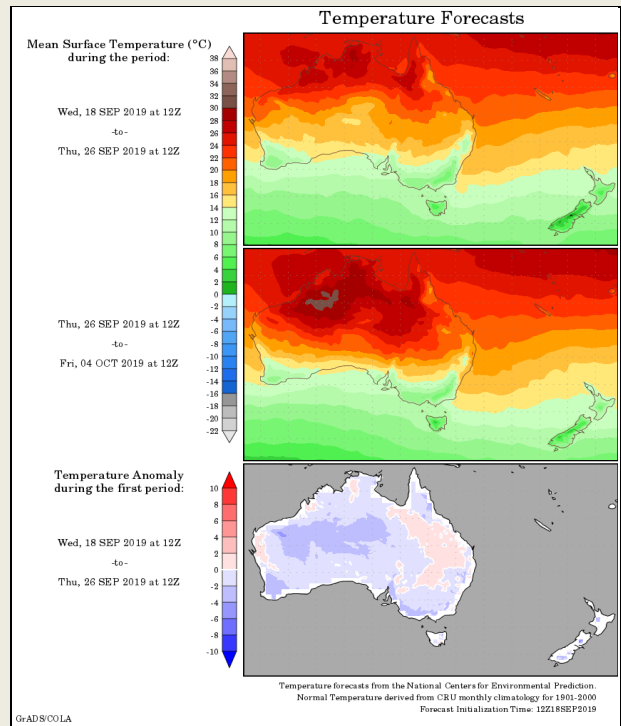 Temperature Forecasts
Mean Surface Temperature (°C)
during the period:
Wed, 18 SEP 2019 at 12Z
-to-
Thu, 26 SEP 2019 at 12Z
38
36
34
32
30
28
26
24
22
20
18
16
14
12
10
8
6
4
2
0
-2
-4
-6
-8
-10
-12
-14
-16
-18
-20
-22
Thu, 26 SEP 2019 at 12Z
-to-
Fri, 04 OCT 2019 at 12Z
Temperature Anomaly
during the first period:
Wed, 18 SEP 2019 at 12Z
-to-
Thu, 26 SEP 2019 at 12Z
10
8
6
4
2
0
-2
-4
-6
-8
-10
Temperature forecasts from the National Centers for Environmental Prediction.
Normal Temperature derived from CRU monthly climatology for 1901-2000
Forecast Initialization Time: 12Z18SEP2019
GrADS/COLA